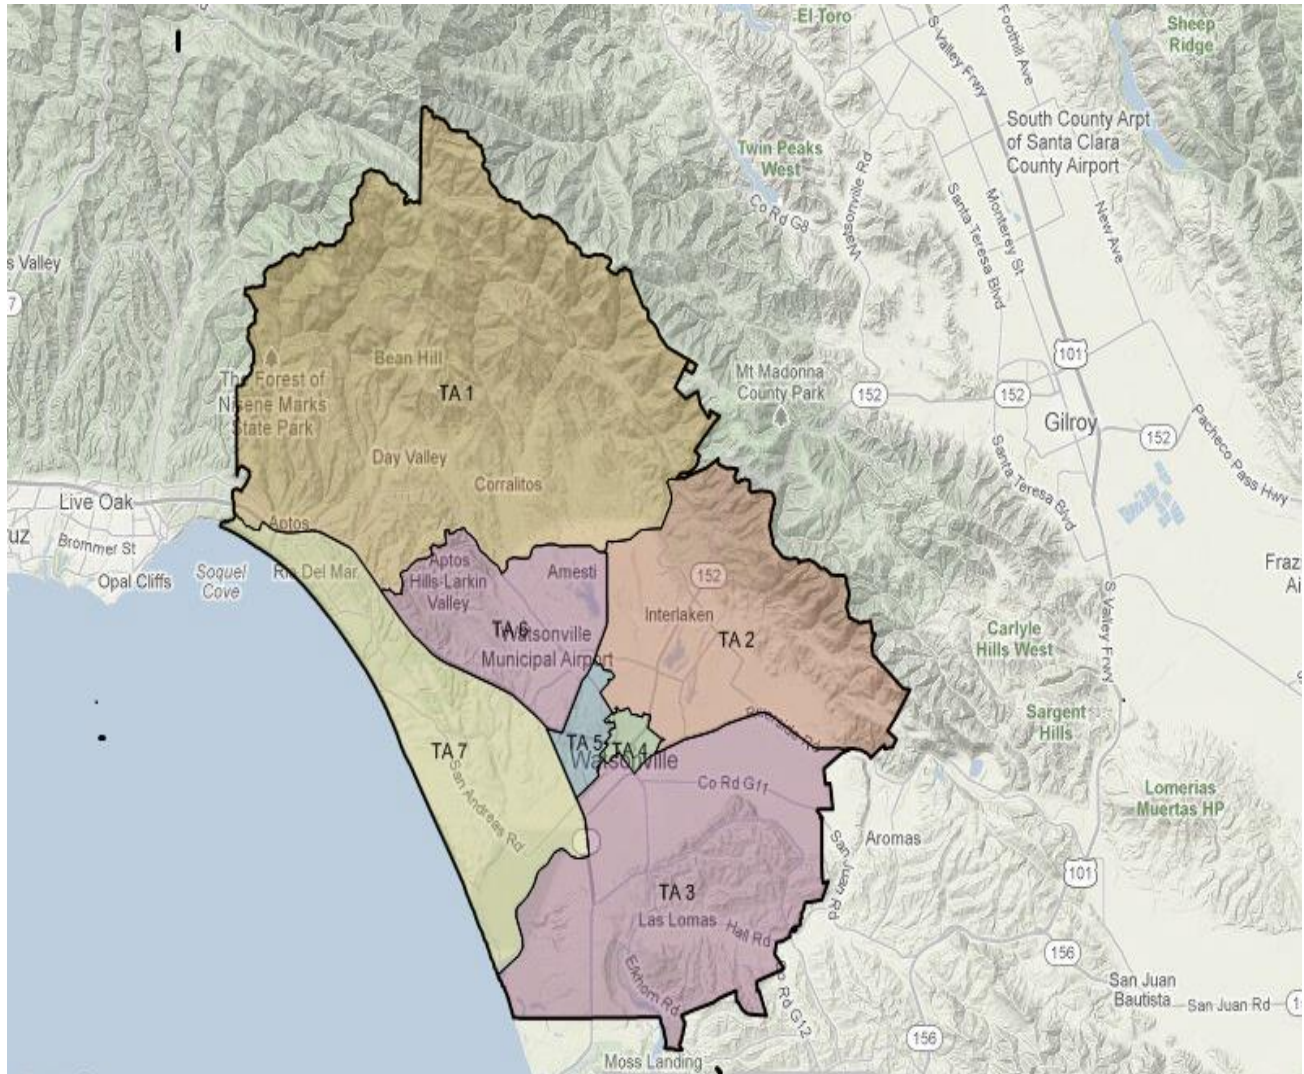 El Toro
Sheep
Ridge
S Valley Frwy
Foothill Ave
South County Arpt
of Santa Clara
County Airport
Twin Peaks
West
Co Rd G8
Watsonville Rd
Santa Teresa Blvd
Monterey St
New Ave
s Valley
7
101
Bean Hill
The Forest of
Nisene Marks
State Park
TA 1
Mt Madonna
County Park
152
152
Gilroy
152
Pacheco Pass Hwy
Day Valley
Corralitos
Santa Teresa Blvd
Live Oak
Aptos
uz
Brommer St
Opal Cliffs
Soquel
Cove
Rio Del Mar
Aptos
Hills-Larkin
Valley
Amesti
152
Interlaken
Fraz
Ai
S Valley Frwy
TA 6
Watsonville
Municipal Airport
TA 2
Carlyle
Hills West
Sargent
Hills
TA 7
TA 5
TA 4
Watsonville
San Andreas Rd
Co Rd G11
Lomerias
Muertas HP
San Juan Rd
Aromas
101
TA 3
Las Lomas
Hall Rd
Elkhorn Rd
Rd G12
156
San Juan
Bautista
San Juan Rd
156
Moss Landing